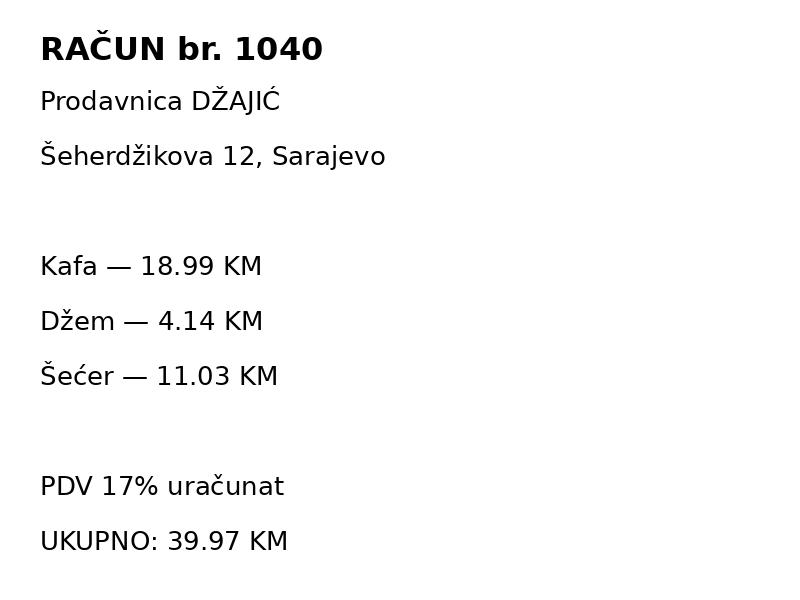 RAČUN br. 1040
Prodavnica DŽAJIĆ
Šeherdžikova 12, Sarajevo
Kafa — 18.99 KM
Džem — 4.14 KM
Šećer — 11.03 KM
PDV 17% uračunat
UKUPNO: 39.97 KM